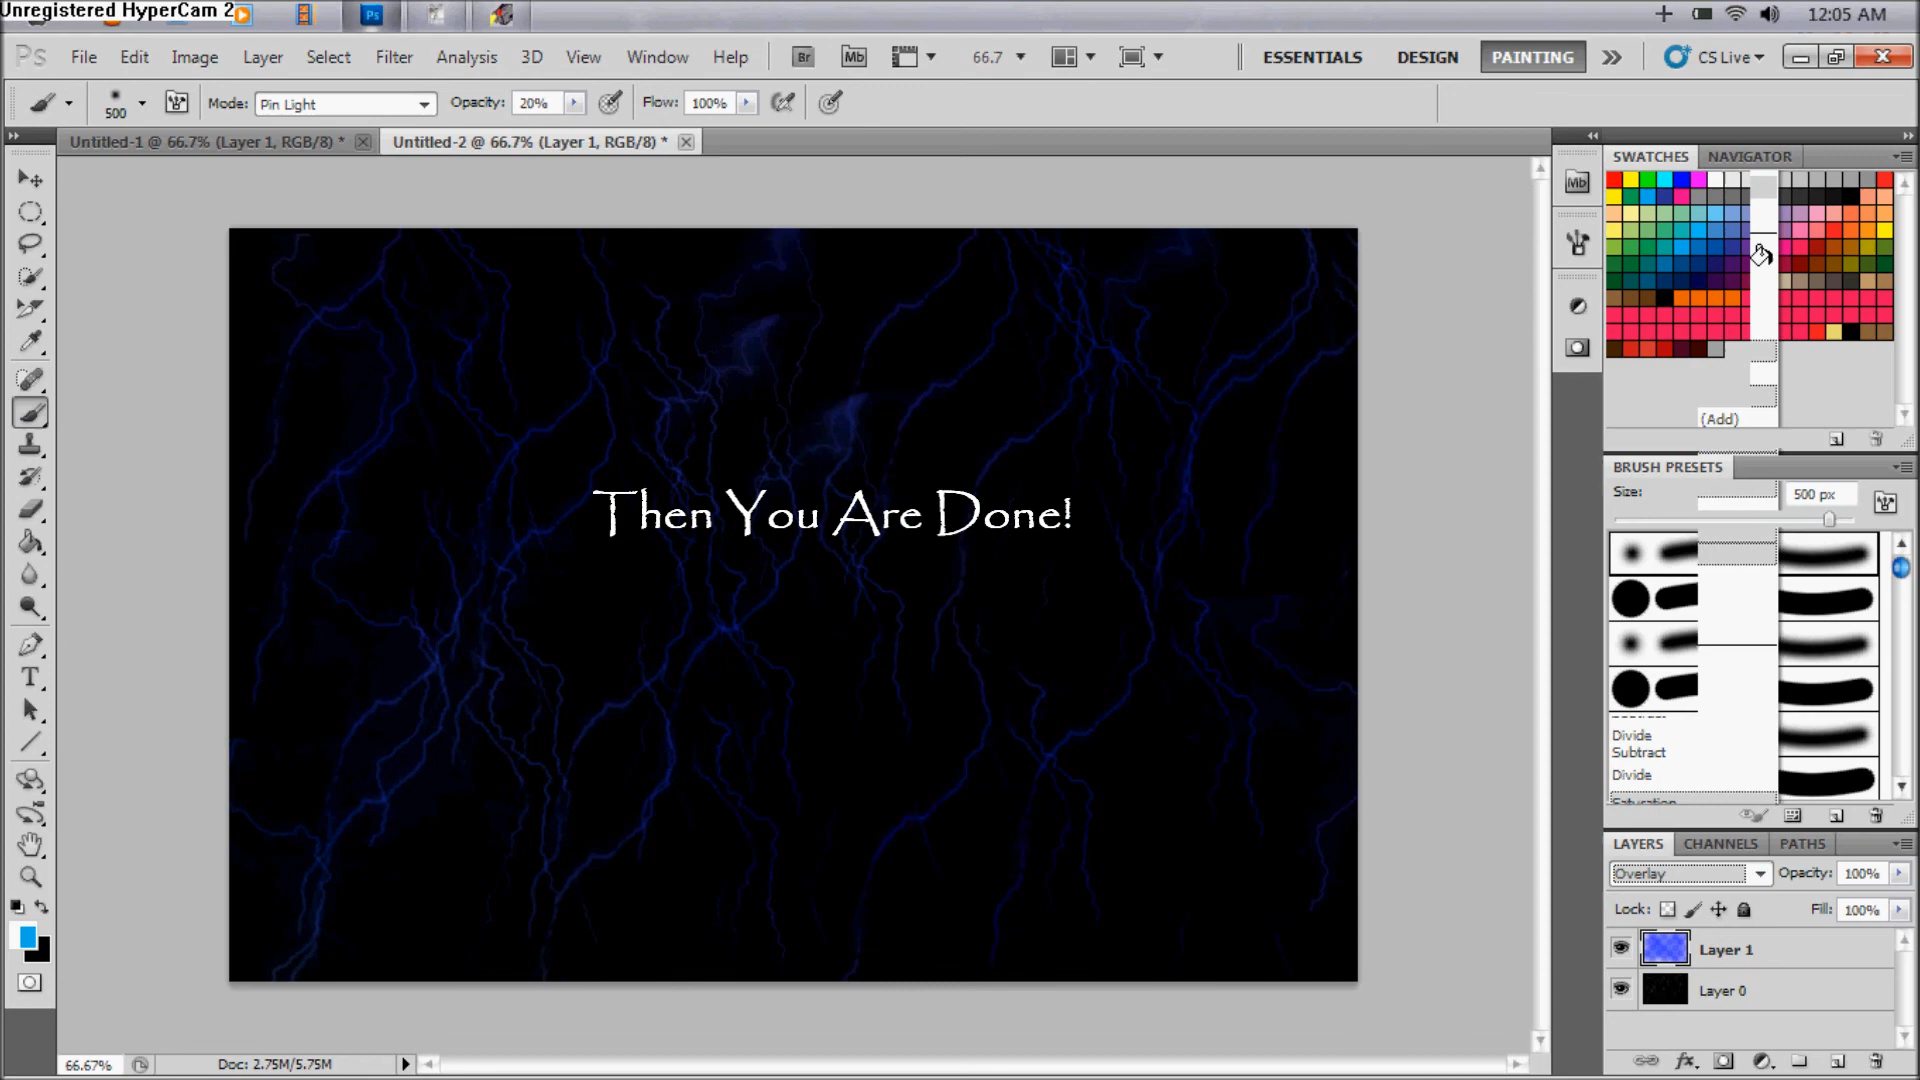 Unregistered HyperCam 2
12:05 AM
Ps File Edit Image Layer Select Filter Analysis 3D View Window Help Br Mb 66.7 ESSENTIALS DESIGN PAINTING CS Live
500 Mode: Pin Light Opacity: 20% Flow: 100%
Untitled-1 @ 66.7% (Layer 1, RGB/8) * Untitled-2 @ 66.7% (Layer 1, RGB/8) *
SWATCHES NAVIGATOR
Mb
(Add)
BRUSH PRESETS
Size: 500 px
Then You Are Done!
T
Divide
Subtract
Divide
Saturation
LAYERS CHANNELS PATHS
Overlay Opacity: 100%
Lock: Fill: 100%
Layer 1
Layer 0
66.67% Doc: 2.75M/5.75M